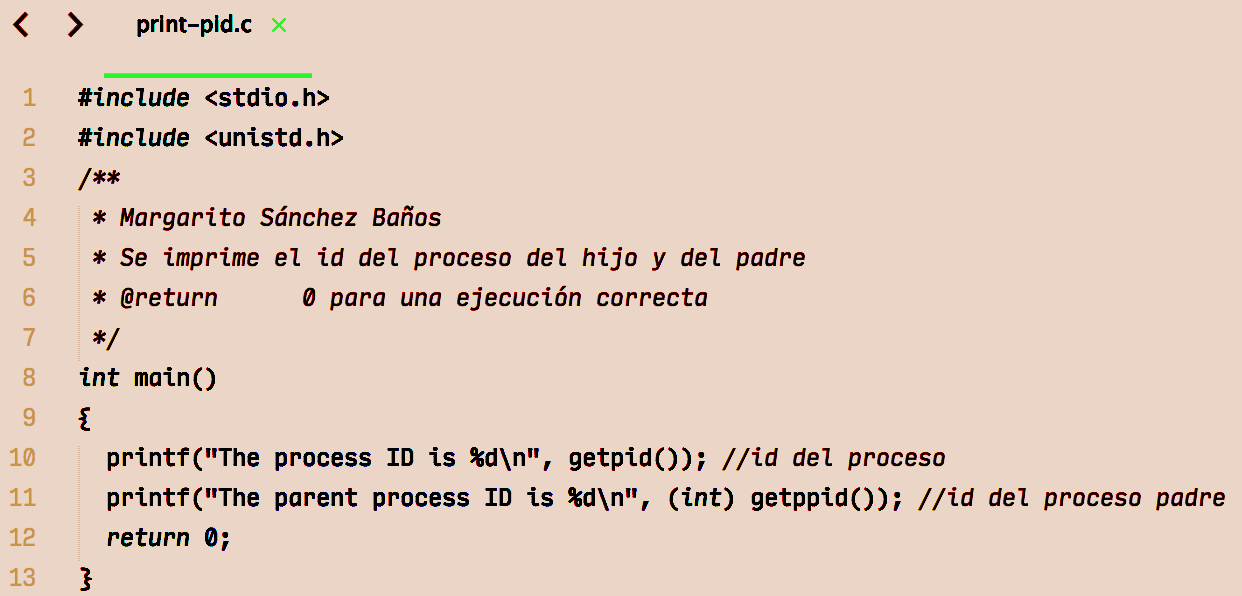 print-pid.c
1 #include <stdio.h>
2 #include <unistd.h>
3 /**
4 * Margarito Sánchez Baños
5 * Se imprime el id del proceso del hijo y del padre
6 * @return 0 para una ejecución correcta
7 */
8 int main()
9 {
10 printf("The process ID is %d\n", getpid()); //id del proceso
11 printf("The parent process ID is %d\n", (int) getppid()); //id del proceso padre
12 return 0;
13 }